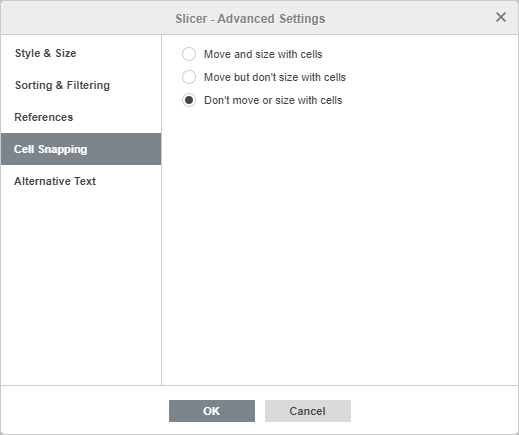 Slicer - Advanced Settings
Style & Size
Sorting & Filtering
References
Cell Snapping
Alternative Text
Move and size with cells
Move but don't size with cells
Don't move or size with cells
OK
Cancel